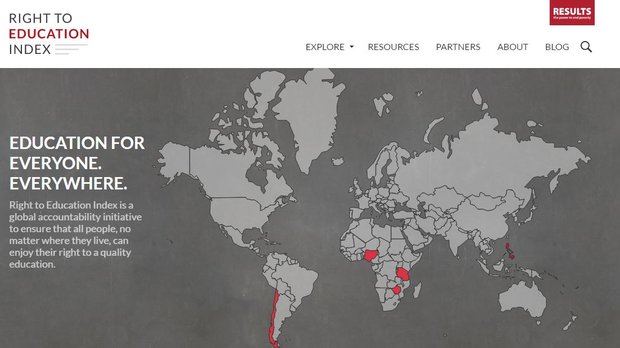 RIGHT TO
EDUCATION
INDEX
RESULTS
the power to end poverty
EXPLORE
RESOURCES
PARTNERS
ABOUT
BLOG
EDUCATION FOR
EVERYONE.
EVERYWHERE.
Right to Education Index is a
global accountability initiative
to ensure that all people, no
matter where they live, can
enjoy their right to a quality
education.